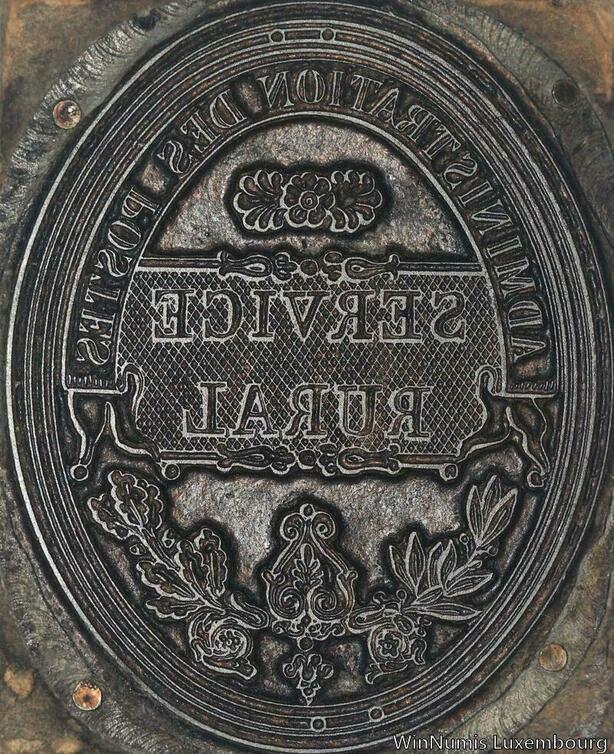 ADMINISTRATION DES POSTES
SERVICE
RURAL
WinNumis Luxembourg